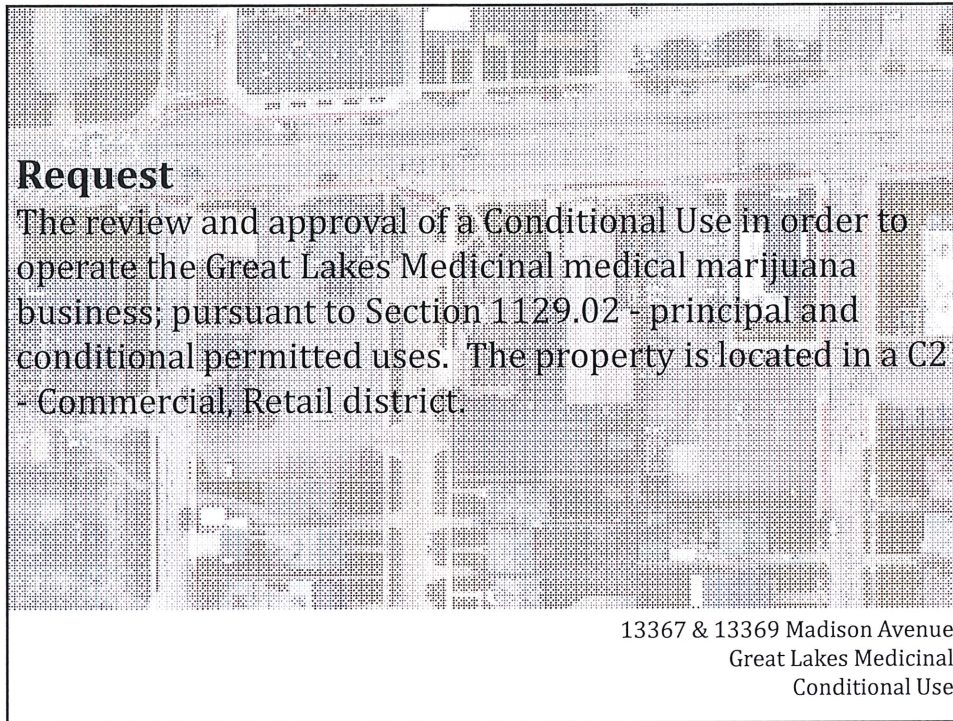 Request
The review and approval of a Conditional Use in order to
operate the Great Lakes Medicinal medical marijuana
business; pursuant to Section 1129.02 - principal and
conditional permitted uses.  The property is located in a C2
- Commercial, Retail district.
13367 & 13369 Madison Avenue
Great Lakes Medicinal
Conditional Use